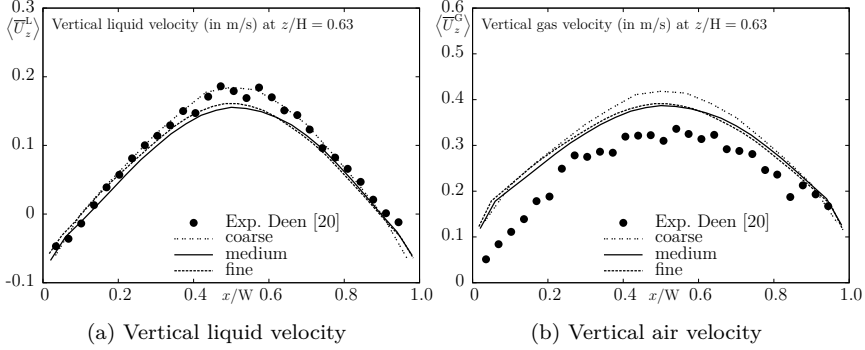 0.3
⟨U̅_z^L⟩
Vertical liquid velocity (in m/s) at z/H = 0.63
0.2
0.1
0
-0.1
Exp. Deen [20]
coarse
medium
fine
0 0.2 x/W 0.4 0.6 0.8 1.0
(a) Vertical liquid velocity
0.6
⟨U̅_z^G⟩
Vertical gas velocity (in m/s) at z/H = 0.63
0.5
0.4
0.3
0.2
0.1
0
Exp. Deen [20]
coarse
medium
fine
0 0.2 0.4 x/W 0.6 0.8 1.0
(b) Vertical air velocity